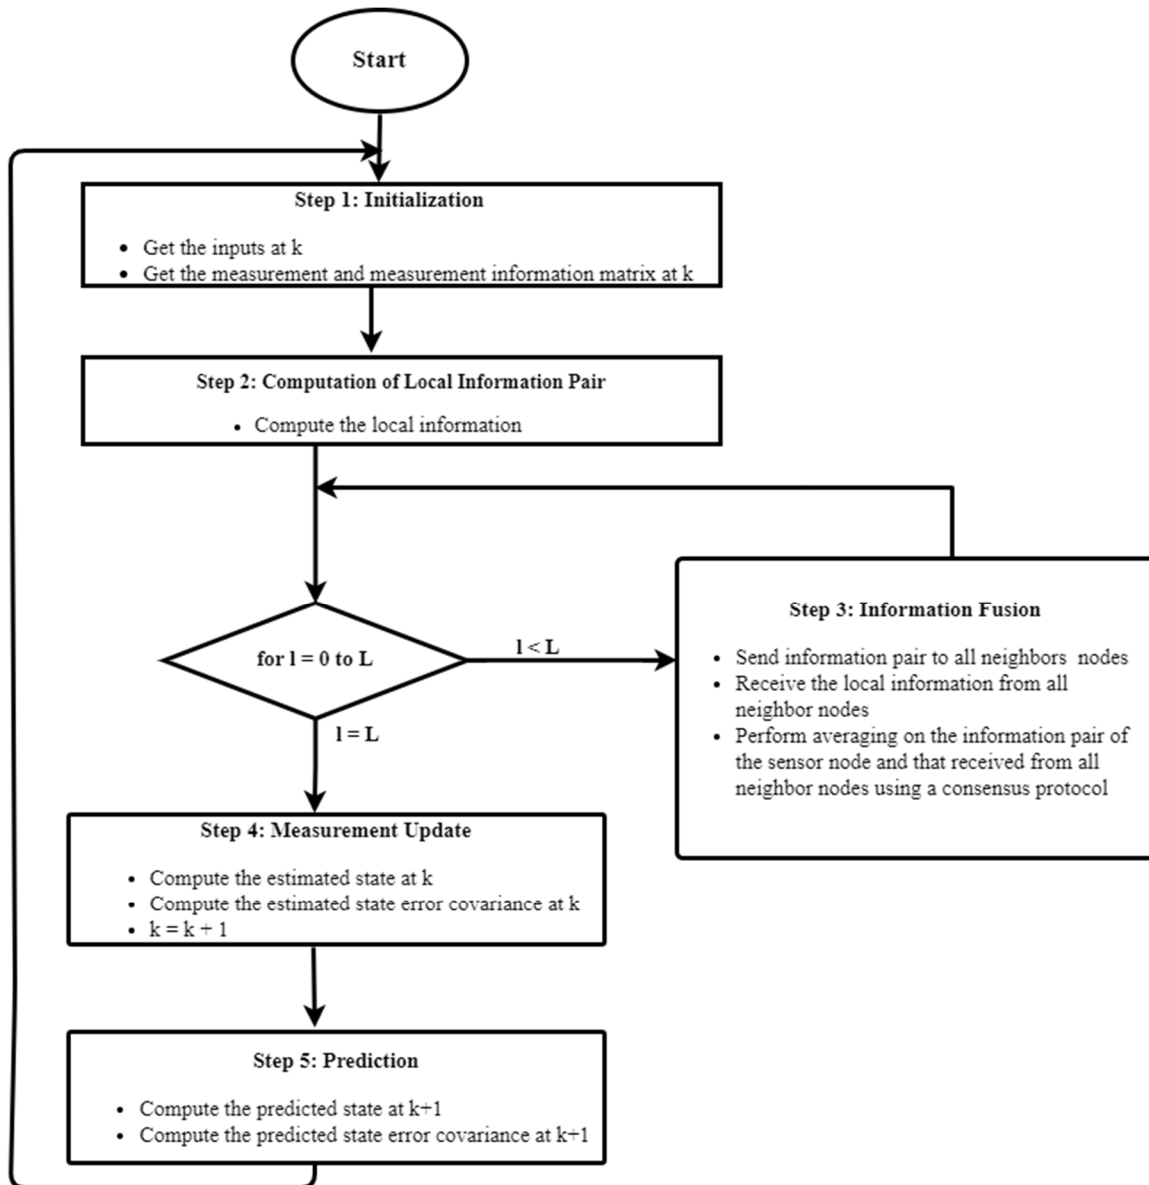 Start
Step 1: Initialization
• Get the inputs at k
• Get the measurement and measurement information matrix at k
Step 2: Computation of Local Information Pair
• Compute the local information
for l = 0 to L
l < L
l = L
Step 3: Information Fusion
• Send information pair to all neighbors nodes
• Receive the local information from all
neighbor nodes
• Perform averaging on the information pair of
the sensor node and that received from all
neighbor nodes using a consensus protocol
Step 4: Measurement Update
• Compute the estimated state at k
• Compute the estimated state error covariance at k
• k = k + 1
Step 5: Prediction
• Compute the predicted state at k+1
• Compute the predicted state error covariance at k+1